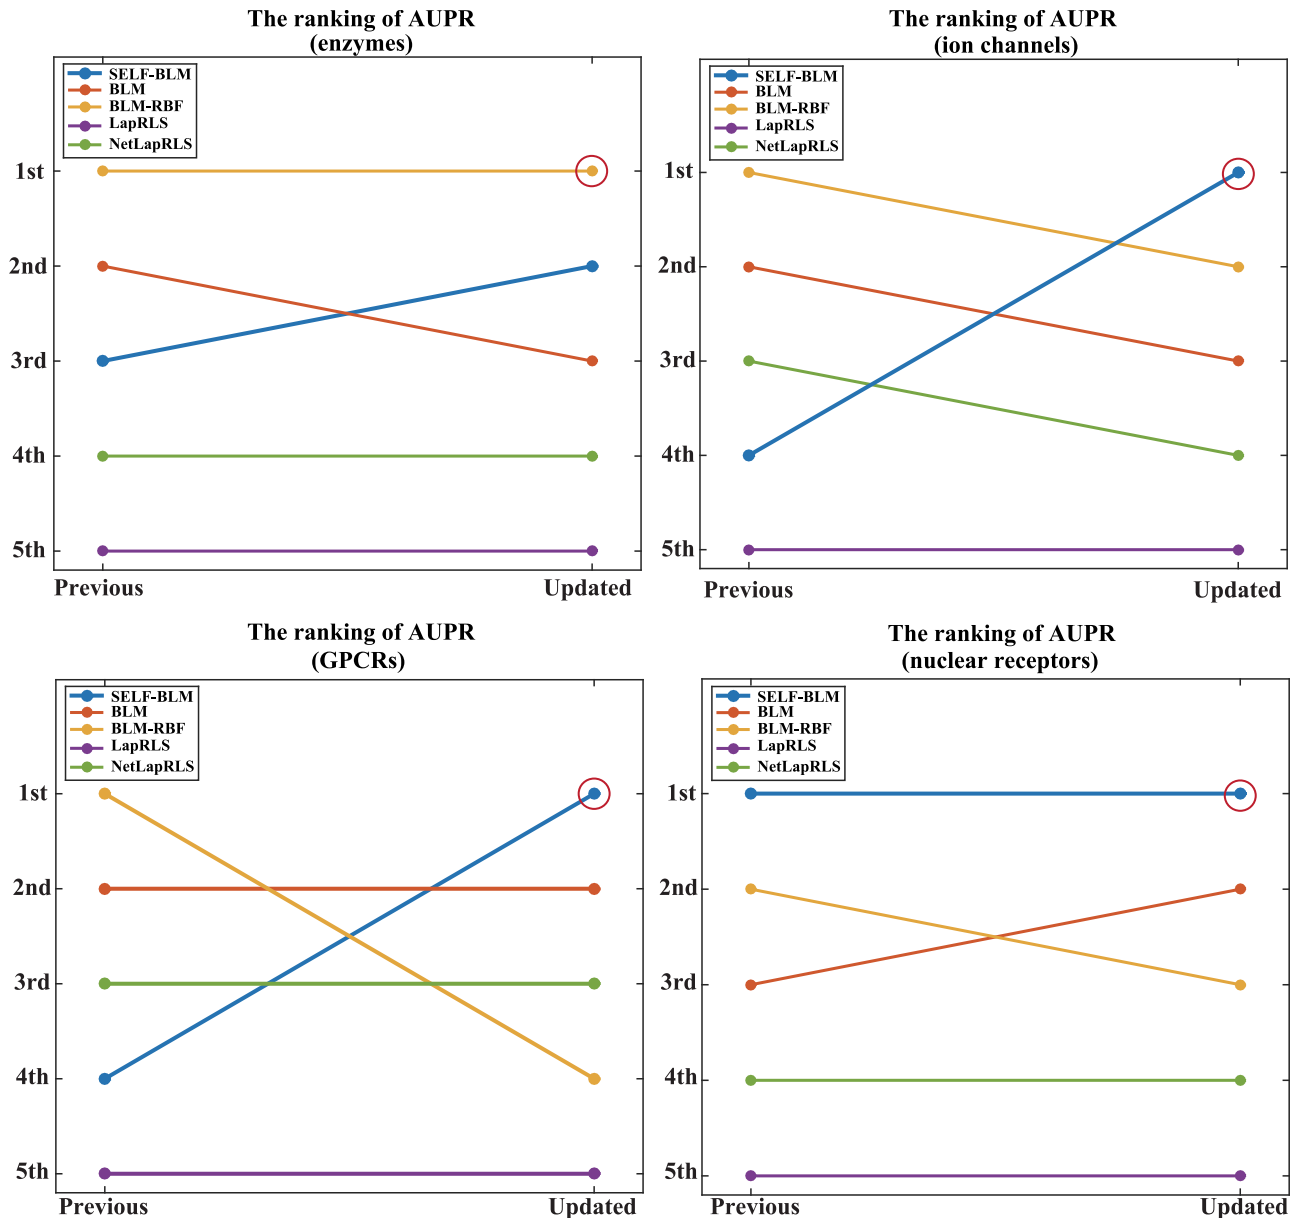 The ranking of AUPR
(enzymes)
SELF-BLM
BLM
BLM-RBF
LapRLS
NetLapRLS
1st
2nd
3rd
4th
5th
Previous
Updated
The ranking of AUPR
(ion channels)
SELF-BLM
BLM
BLM-RBF
LapRLS
NetLapRLS
1st
2nd
3rd
4th
5th
Previous
Updated
The ranking of AUPR
(GPCRs)
SELF-BLM
BLM
BLM-RBF
LapRLS
NetLapRLS
1st
2nd
3rd
4th
5th
Previous
Updated
The ranking of AUPR
(nuclear receptors)
SELF-BLM
BLM
BLM-RBF
LapRLS
NetLapRLS
1st
2nd
3rd
4th
5th
Previous
Updated